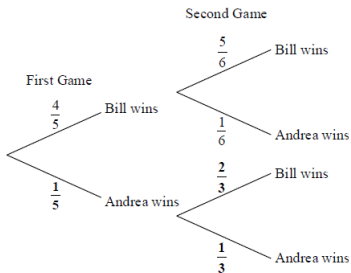 Second Game
5/6
Bill wins
First Game
4/5
Bill wins
1/6
Andrea wins
2/3
Bill wins
1/5
Andrea wins
1/3
Andrea wins